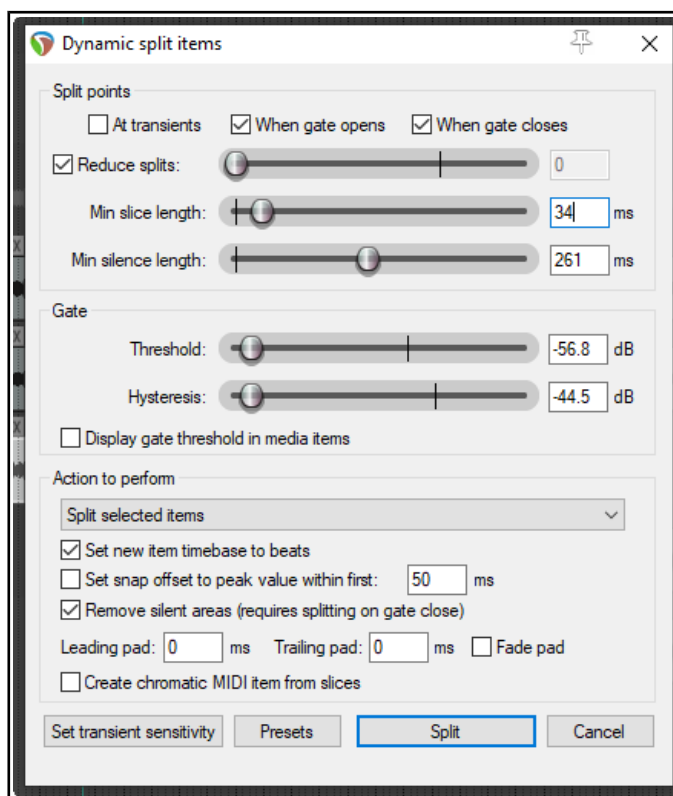 Dynamic split items
Split points
At transients When gate opens When gate closes
Reduce splits: 0
Min slice length: 34 ms
Min silence length: 261 ms
Gate
Threshold: -56.8 dB
Hysteresis: -44.5 dB
Display gate threshold in media items
Action to perform
Split selected items
Set new item timebase to beats
Set snap offset to peak value within first: 50 ms
Remove silent areas (requires splitting on gate close)
Leading pad: 0 ms Trailing pad: 0 ms Fade pad
Create chromatic MIDI item from slices
Set transient sensitivity Presets Split Cancel